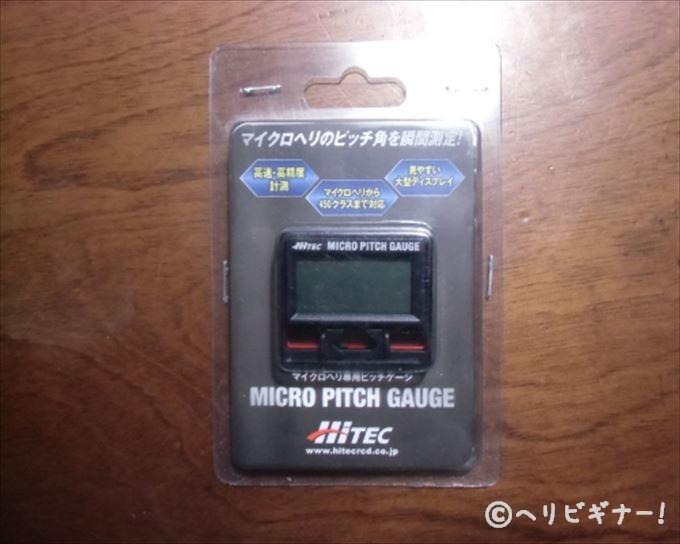 マイクロヘリのピッチ角を瞬間測定!
高速・高精度
計測
マイクロヘリから
450クラスまで対応
見やすい
大型ディスプレイ
HiTEC MICRO PITCH GAUGE
マイクロヘリ専用ピッチゲージ
MICRO PITCH GAUGE
HiTEC
www.hitecrcd.co.jp
©ヘリビギナー!